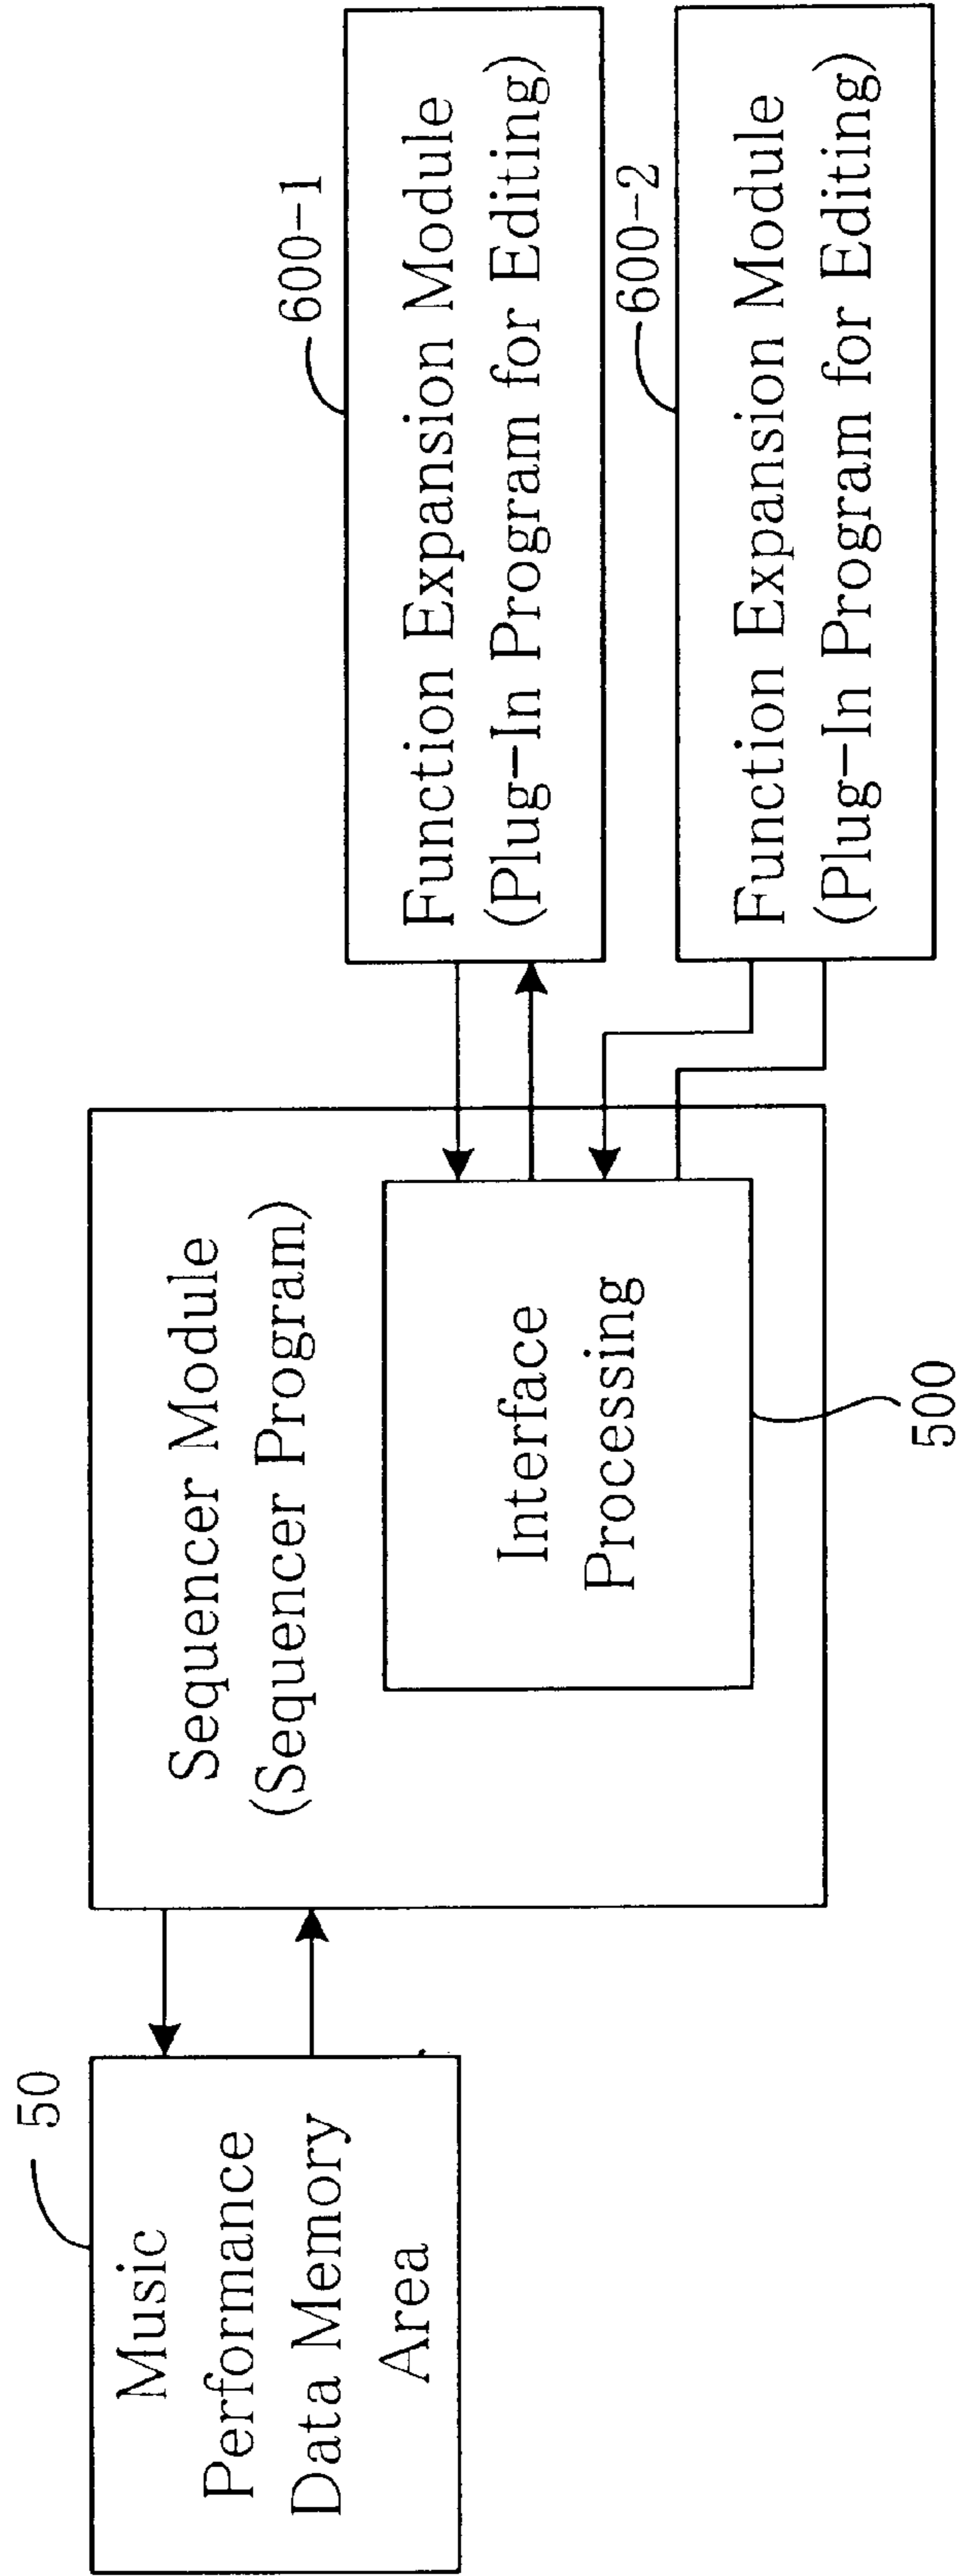 50
Music
Performance
Data Memory
Area
Sequencer Module
(Sequencer Program)
Interface
Processing
500
600-1
Function Expansion Module
(Plug-In Program for Editing)
600-2
Function Expansion Module
(Plug-In Program for Editing)